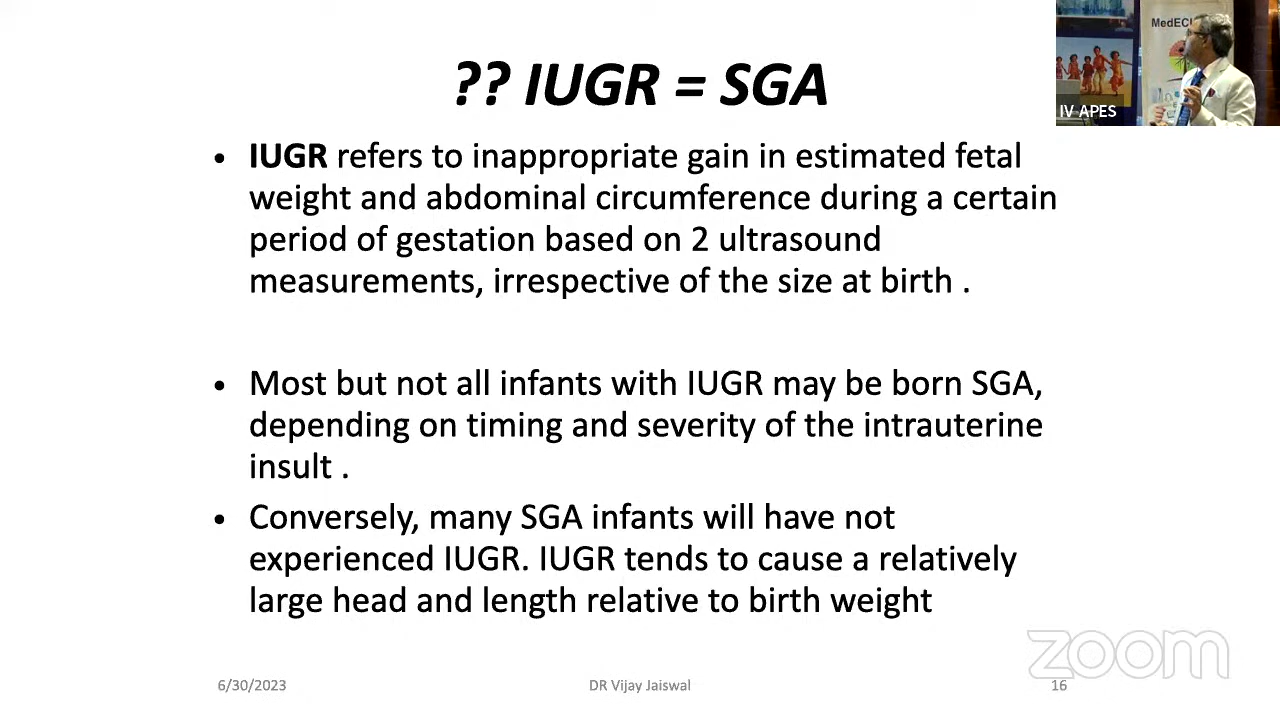 ?? IUGR = SGA
MedECI
IV APES
• IUGR refers to inappropriate gain in estimated fetal
weight and abdominal circumference during a certain
period of gestation based on 2 ultrasound
measurements, irrespective of the size at birth .
• Most but not all infants with IUGR may be born SGA,
depending on timing and severity of the intrauterine
insult .
• Conversely, many SGA infants will have not
experienced IUGR. IUGR tends to cause a relatively
large head and length relative to birth weight
zoom
6/30/2023
DR Vijay Jaiswal
16